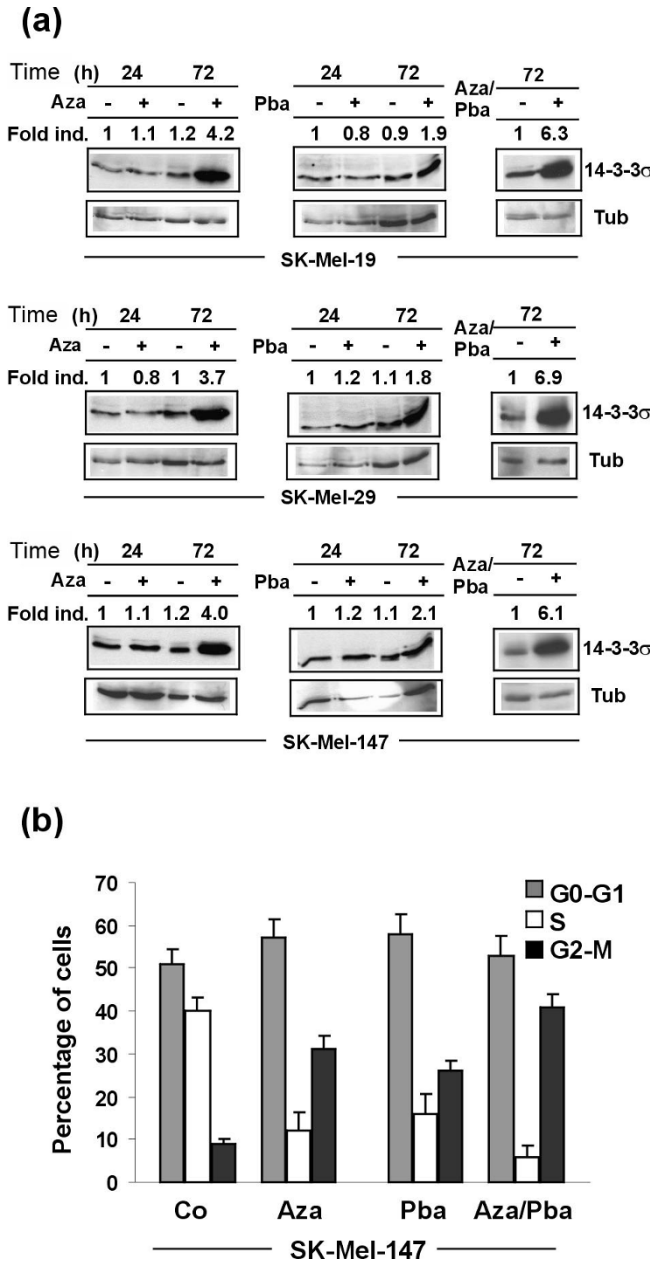 (a)
Time (h) 24 72 24 72 Aza/ Pba 72
Aza - + - + Pba - + - + - +
Fold ind. 1 1.1 1.2 4.2 1 0.8 0.9 1.9 1 6.3
14-3-3σ
Tub
SK-Mel-19
Time (h) 24 72 24 72 Aza/ Pba 72
Aza - + - + Pba - + - + - +
Fold ind. 1 0.8 1 3.7 1 1.2 1.1 1.8 1 6.9
14-3-3σ
Tub
SK-Mel-29
Time (h) 24 72 24 72 Aza/ Pba 72
Aza - + - + Pba - + - + - +
Fold ind. 1 1.1 1.2 4.0 1 1.2 1.1 2.1 1 6.1
14-3-3σ
Tub
SK-Mel-147
(b)
Percentage of cells
70
60
50
40
30
20
10
0
G0-G1
S
G2-M
Co Aza Pba Aza/Pba
SK-Mel-147